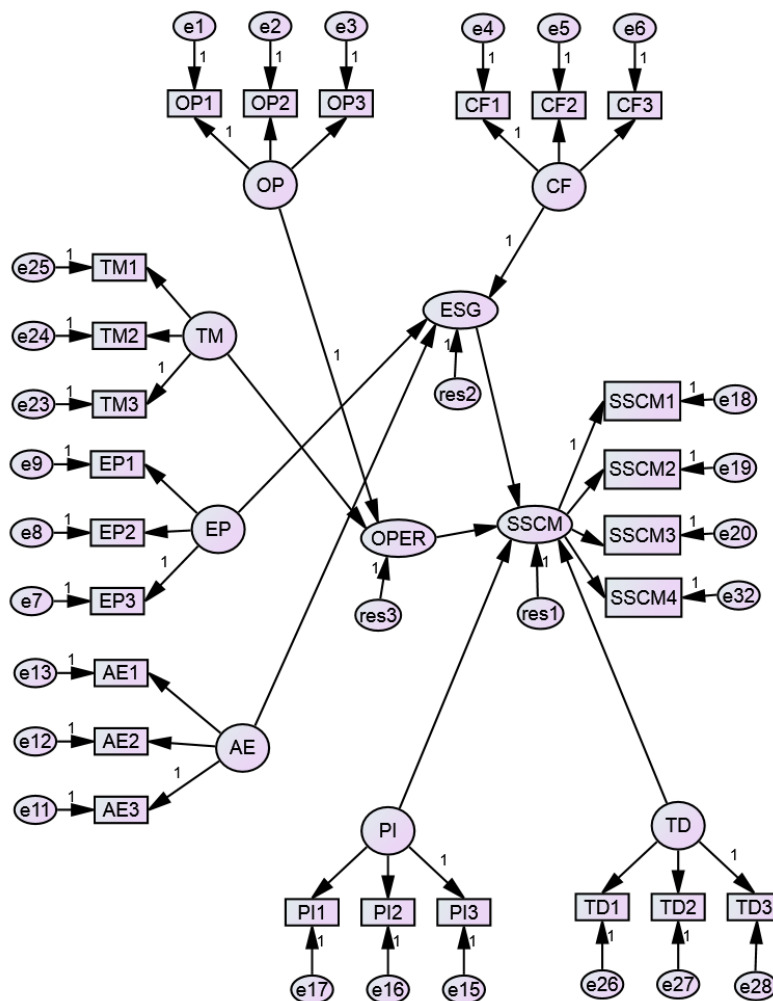 e1 e2 e3 e4 e5 e6
1 1 1 1 1 1
OP1 OP2 OP3 CF1 CF2 CF3
1 1
OP CF
1
e25 1 TM1
ESG
e24 1 TM2 TM
1
1
e23 1 TM3
1
res2
SSCM1 1 e18
1
e9 1 EP1
SSCM2 1 e19
e8 1 EP2 EP
OPER SSCM
SSCM3 1 e20
1
e7 1 EP3
1
res3
1
res1
SSCM4 1 e32
e13 1 AE1
e12 1 AE2 AE
1
e11 1 AE3
PI TD
1 1
PI1 PI2 PI3 TD1 TD2 TD3
1 1 1 1 1 1
e17 e16 e15 e26 e27 e28